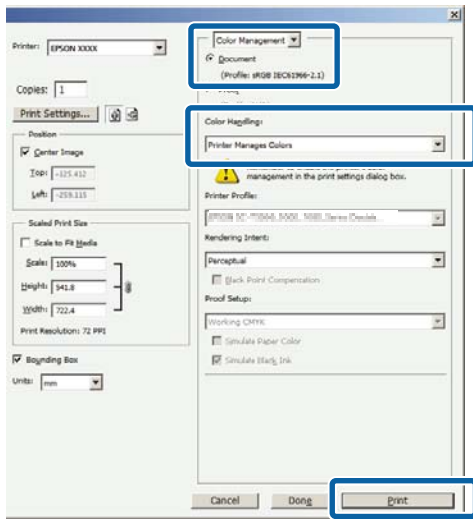 Printer: EPSON XXXX
Copies: 1
Print Settings...
Position
Center Image
Top: -125.412
Left: -259.115
Scaled Print Size
Scale to Fit Media
Scale: 100%
Height: 541.8
Width: 722.4
Print Resolution: 72 PPI
Bounding Box
Units: mm
Color Management
Document
(Profile: sRGB IEC61966-2.1)
Color Handling:
Printer Manages Colors
management in the print settings dialog box.
Printer Profile:
Rendering Intent:
Perceptual
Black Point Compensation
Proof Setup:
Working CMYK
Simulate Paper Color
Simulate Black Ink
Cancel
Done
Print